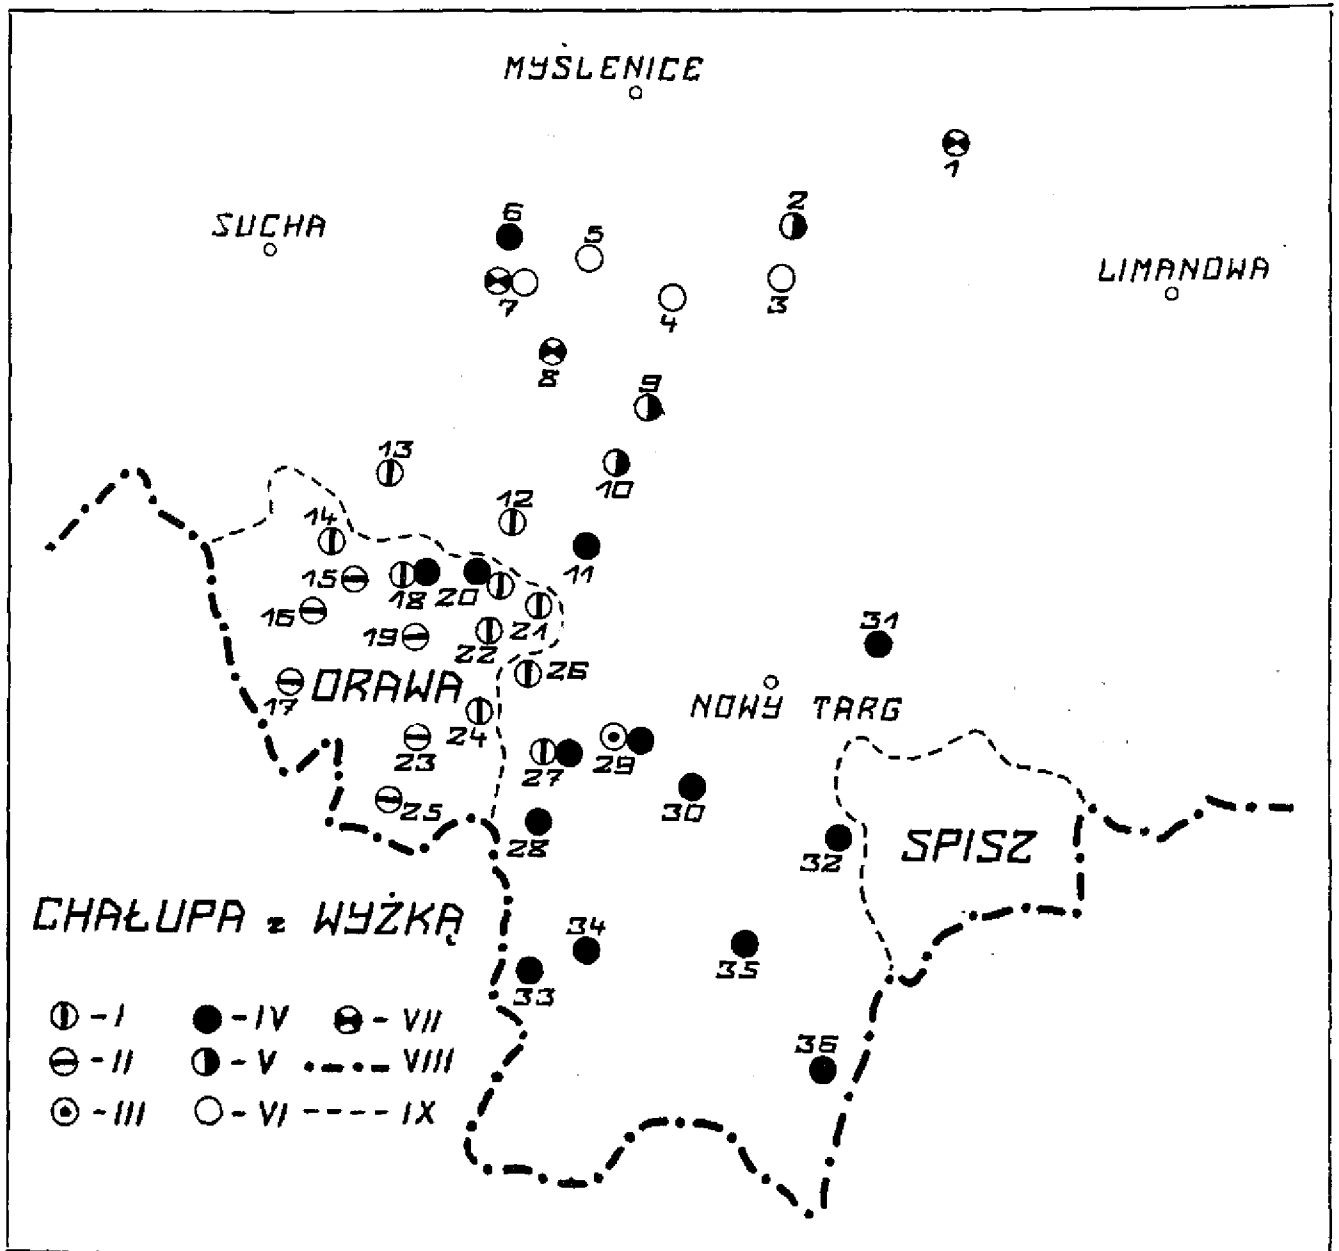 MYŚLENICE
1
2
SUCHA
6
5
LIMANOWA
7
4
3
8
9
13
10
12
14
11
15
18
20
16
19
21
22
31
26
17
ORAWA
NOWY TARG
24
23
27
29
25
30
28
32
SPISZ
CHAŁUPA z WYŻKĄ
34
35
33
36
- I
- IV
- VII
- II
- V
VIII
- III
- VI
IX